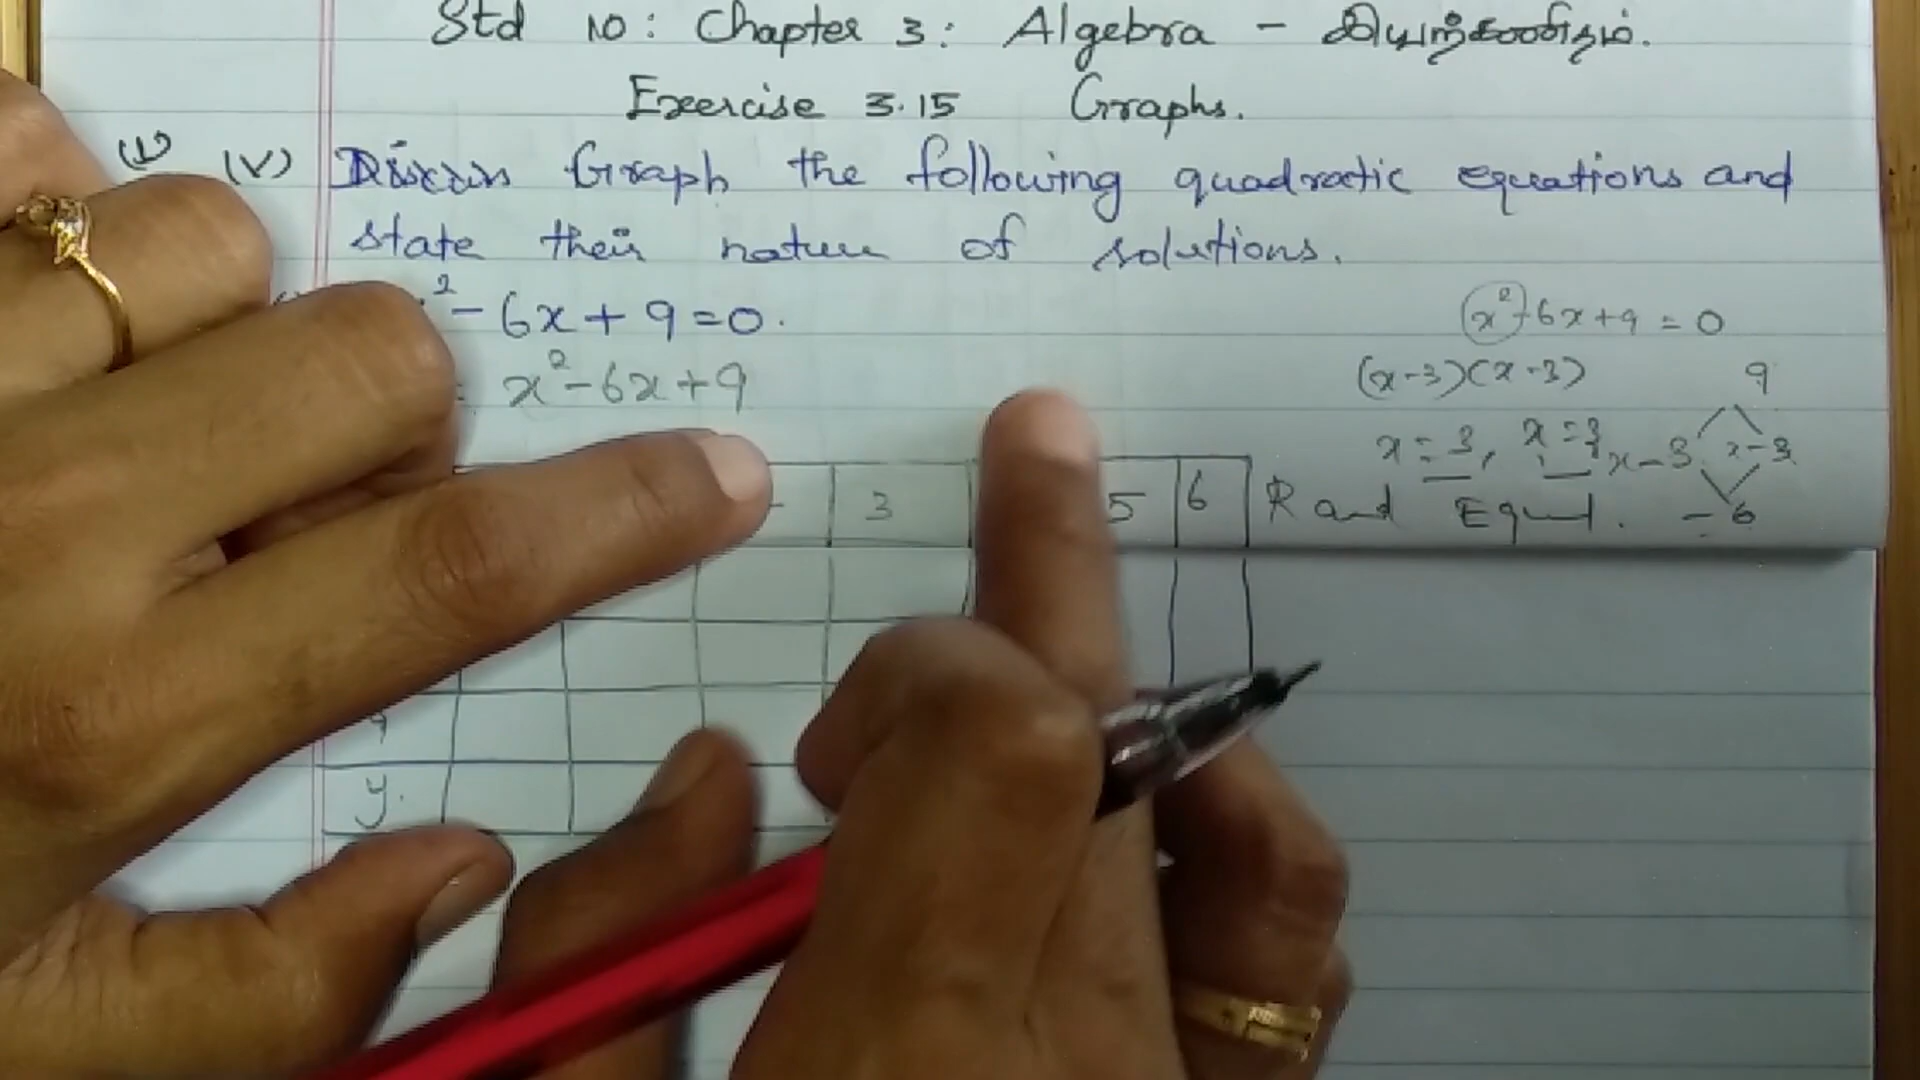 Std 10: Chapter 3: Algebra - இயற்கணிதம்.
Exercise 3.15 Graphs.
(1) (V) Graph the following quadratic equations and
state their nature of solutions.
² - 6x + 9 = 0.
= x² - 6x + 9
x² - 6x + 9 = 0
(x-3)(x-3)
9
x = 3, x = 3
x-3 x-3
-6
3 5 6
R and Equal.
y.